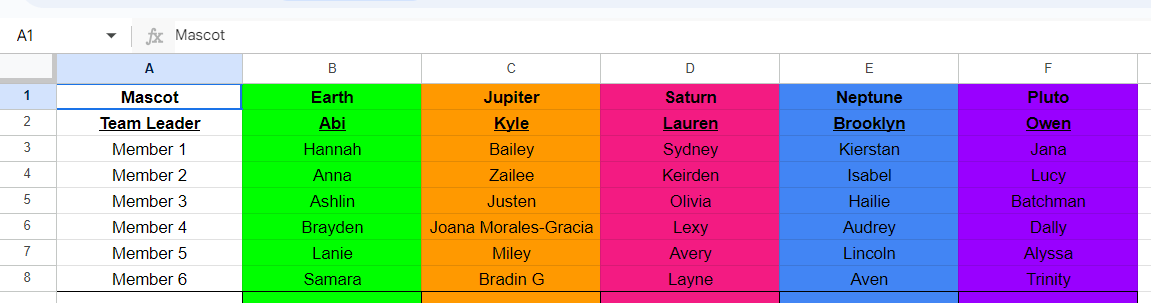 A1 fx Mascot
A B C D E F
1 Mascot Earth Jupiter Saturn Neptune Pluto
2 Team Leader Abi Kyle Lauren Brooklyn Owen
3 Member 1 Hannah Bailey Sydney Kierstan Jana
4 Member 2 Anna Zailee Keirden Isabel Lucy
5 Member 3 Ashlin Justen Olivia Hailie Batchman
6 Member 4 Brayden Joana Morales-Gracia Lexy Audrey Dally
7 Member 5 Lanie Miley Avery Lincoln Alyssa
8 Member 6 Samara Bradin G Layne Aven Trinity